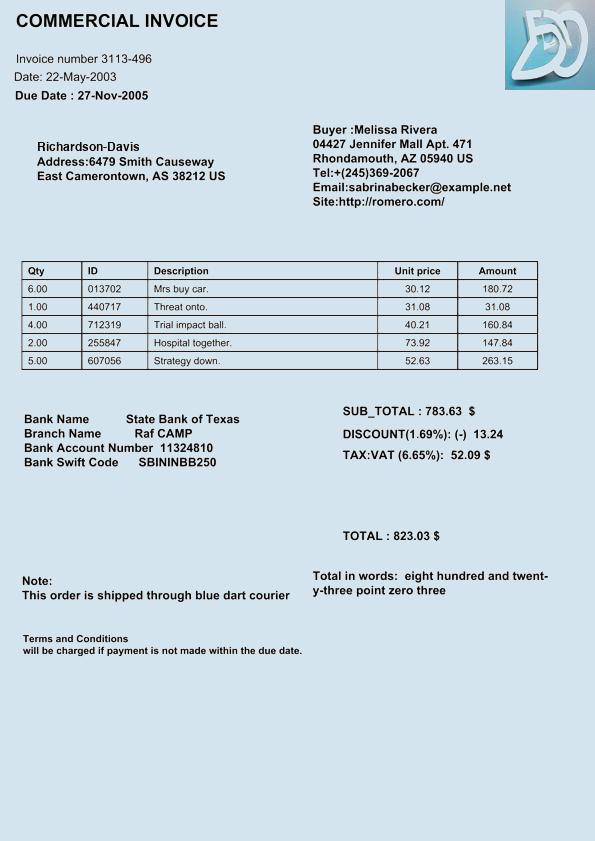 COMMERCIAL INVOICE
Invoice number 3113-496
Date: 22-May-2003
Due Date : 27-Nov-2005
Buyer :Melissa Rivera
04427 Jennifer Mall Apt. 471
Rhondamouth, AZ 05940 US
Tel:+(245)369-2067
Email:sabrinabecker@example.net
Site:http://romero.com/
Richardson-Davis
Address:6479 Smith Causeway
East Camerontown, AS 38212 US
Qty ID Description Unit price Amount
6.00 013702 Mrs buy car. 30.12 180.72
1.00 440717 Threat onto. 31.08 31.08
4.00 712319 Trial impact ball. 40.21 160.84
2.00 255847 Hospital together. 73.92 147.84
5.00 607056 Strategy down. 52.63 263.15
SUB_TOTAL : 783.63 $
DISCOUNT(1.69%): (-) 13.24
TAX:VAT (6.65%): 52.09 $
Bank Name State Bank of Texas
Branch Name Raf CAMP
Bank Account Number 11324810
Bank Swift Code SBININBB250
TOTAL : 823.03 $
Total in words: eight hundred and twent-
y-three point zero three
Note:
This order is shipped through blue dart courier
Terms and Conditions
will be charged if payment is not made within the due date.